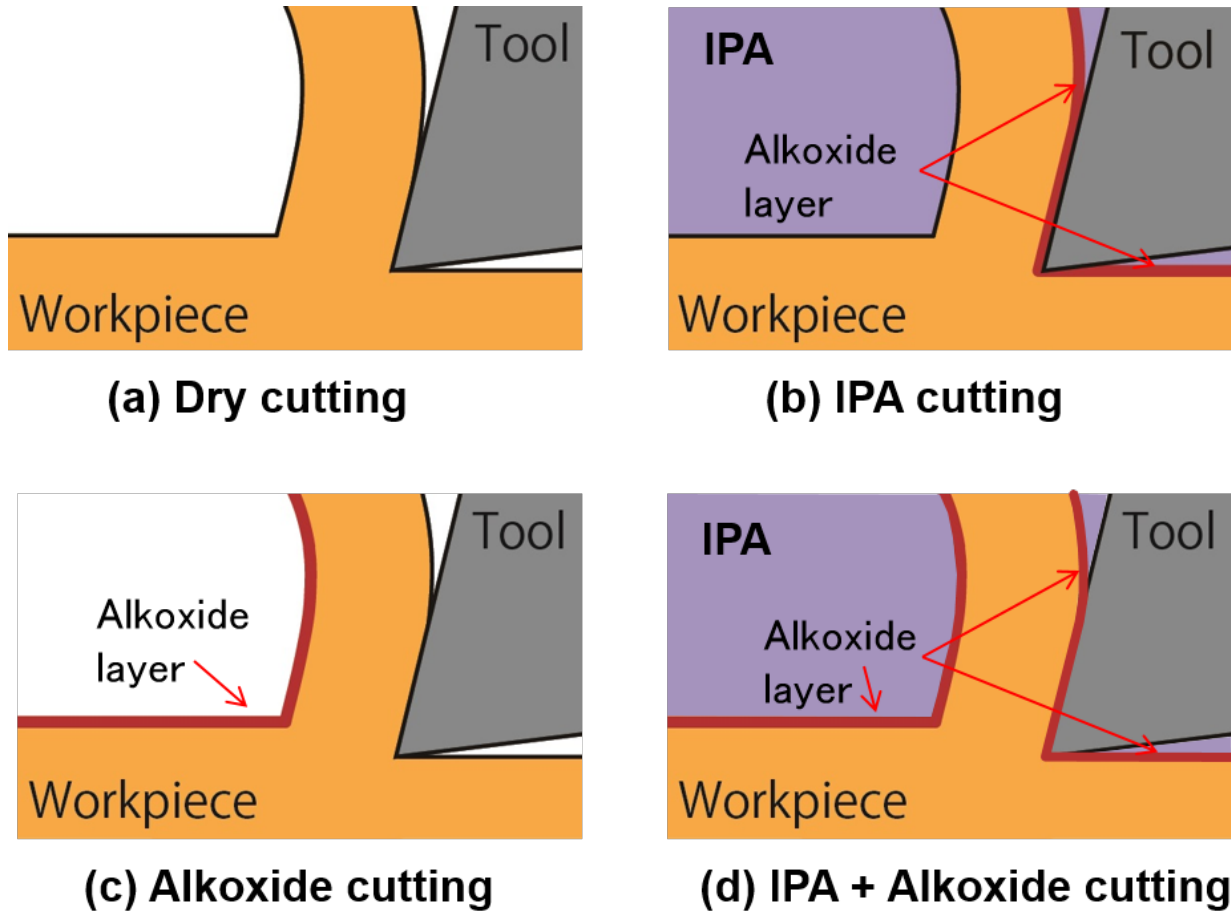 Tool
Workpiece
(a) Dry cutting
IPA
Tool
Alkoxide
layer
Workpiece
(b) IPA cutting
Tool
Alkoxide
layer
Workpiece
(c) Alkoxide cutting
IPA
Tool
Alkoxide
layer
Workpiece
(d) IPA + Alkoxide cutting